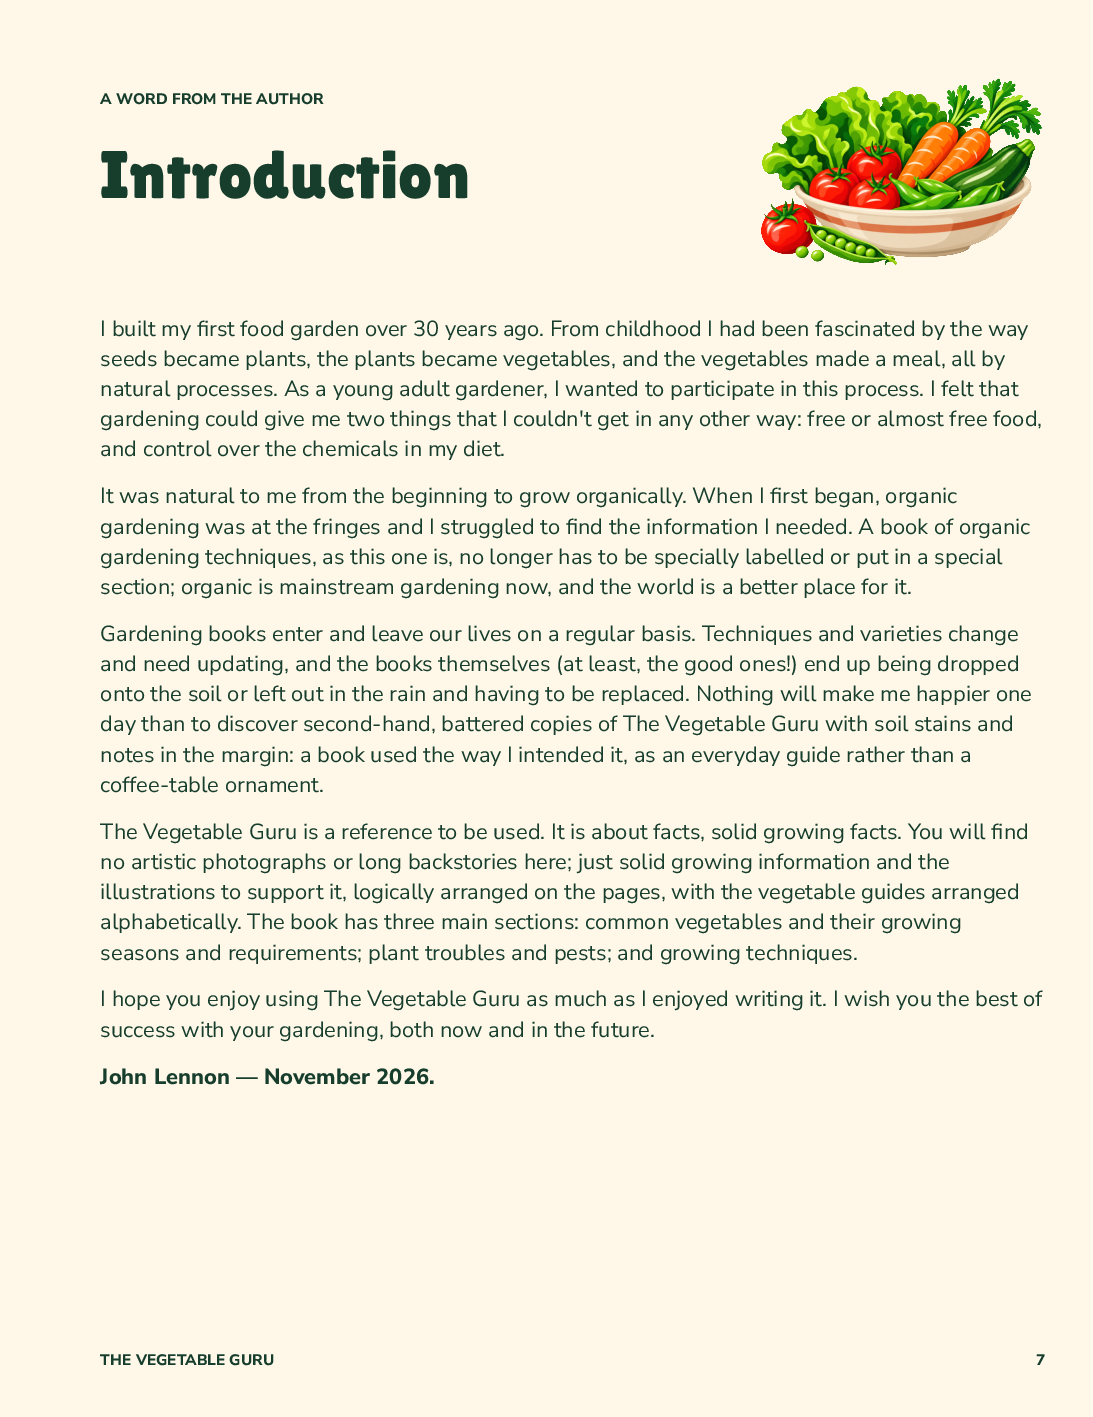 A WORD FROM THE AUTHOR
Introduction
I built my first food garden over 30 years ago. From childhood I had been fascinated by the way
seeds became plants, the plants became vegetables, and the vegetables made a meal, all by
natural processes. As a young adult gardener, I wanted to participate in this process. I felt that
gardening could give me two things that I couldn't get in any other way: free or almost free food,
and control over the chemicals in my diet.
It was natural to me from the beginning to grow organically. When I first began, organic
gardening was at the fringes and I struggled to find the information I needed. A book of organic
gardening techniques, as this one is, no longer has to be specially labelled or put in a special
section; organic is mainstream gardening now, and the world is a better place for it.
Gardening books enter and leave our lives on a regular basis. Techniques and varieties change
and need updating, and the books themselves (at least, the good ones!) end up being dropped
onto the soil or left out in the rain and having to be replaced. Nothing will make me happier one
day than to discover second-hand, battered copies of The Vegetable Guru with soil stains and
notes in the margin: a book used the way I intended it, as an everyday guide rather than a
coffee-table ornament.
The Vegetable Guru is a reference to be used. It is about facts, solid growing facts. You will find
no artistic photographs or long backstories here; just solid growing information and the
illustrations to support it, logically arranged on the pages, with the vegetable guides arranged
alphabetically. The book has three main sections: common vegetables and their growing
seasons and requirements; plant troubles and pests; and growing techniques.
I hope you enjoy using The Vegetable Guru as much as I enjoyed writing it. I wish you the best of
success with your gardening, both now and in the future.
John Lennon — November 2026.
THE VEGETABLE GURU
7